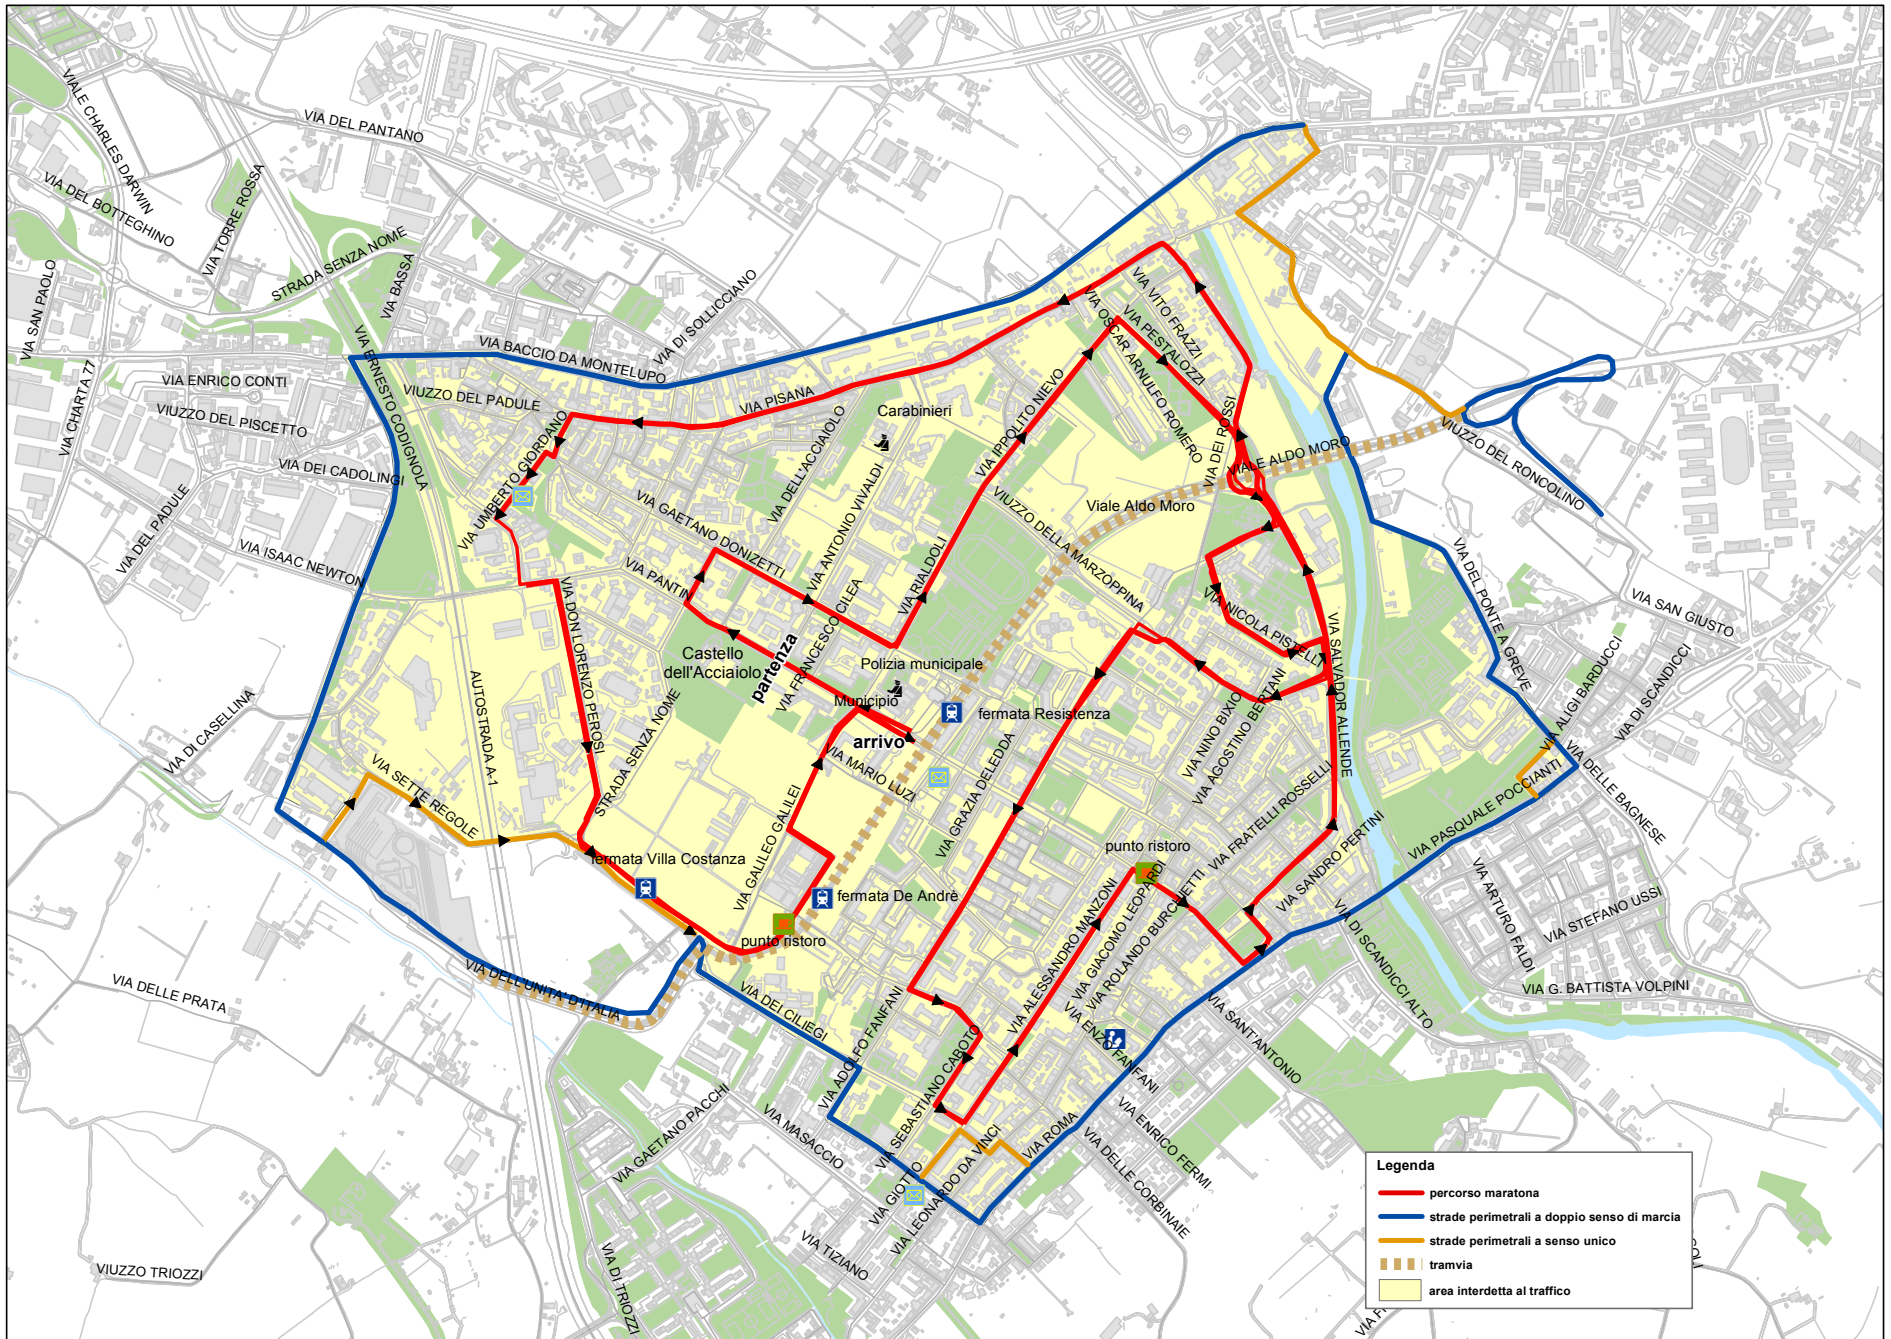 VIALE CHARLES DARWIN
VIA DEL PANTANO
VIA DEL BOTTEGHINO
VIA TORRE ROSSA
STRADA SENZA NOME
VIA BASSA
VIA SAN PAOLO
VIA CHARTA 77
VIA ERNESTO CODIGNOLA
VIA BACCIO DA MONTELUPO
VIA DI SOLLICCIANO
VIA ENRICO CONTI
VIUZZO DEL PISCETTO
VIUZZO DEL PADULE
VIA DEI CADOLINGI
VIA DEL PADULE
VIA ISAAC NEWTON
VIA UMBERTO GIORDANO
VIA PISANA
VIA GAETANO DONIZETTI
VIA DELL'ACCIAIOLO
VIA ANTONIO VIVALDI
Carabinieri
VIA IPPOLITO NIEVO
VIA VITO FRAZZI
VIA PESTALOZZI
VIA OSCAR ARNULFO ROMERO
VIA DEI ROSSI
VIALE ALDO MORO
Viale Aldo Moro
VIUZZO DEL RONCOLINO
VIUZZO DELLA MARZOPPINA
VIA RIALDOLI
VIA PANTIN
VIA FRANCESCO CILEA
VIA DON LORENZO PEROSI
Castello
dell'Acciaiolo
partenza
Polizia municipale
Municipio
fermata Resistenza
arrivo
VIA NICOLA PISTELLI
VIA SALVADOR ALLENDE
VIA DEL PONTE A GREVE
VIA SAN GIUSTO
VIA DI SCANDICCI
VIA ALIGI BARDUCCI
VIA NINO BIXIO
VIA AGOSTINO BERTANI
VIA DI CASELLINA
AUTOSTRADA A-1
STRADA SENZA NOME
VIA SETTE REGOLE
VIA MARIO LUZI
VIA GALILEO GALILEI
VIA GRAZIA DELEDDA
VIA FRATELLI ROSSELLI
VIA DELLE BAGNESE
VIA PASQUALE POCCIANTI
VIA SANDRO PERTINI
fermata Villa Costanza
fermata De Andrè
punto ristoro
punto ristoro
VIA ALESSANDRO MANZONI
VIA GIACOMO LEOPARDI
VIA ROLANDO BURCHETTI
VIA ARTURO FALDI
VIA STEFANO USSI
VIA G. BATTISTA VOLPINI
VIA DI SCANDICCI ALTO
VIA DELLE PRATA
VIA DELL'UNITA' D'ITALIA
VIA DEI CILIEGI
VIA ADOLFO FANFANI
VIA SEBASTIANO CABOTO
VIA ENZO FANFANI
VIA SANT'ANTONIO
VIA GAETANO PACCHI
VIA MASACCIO
VIA ROMA
VIA ENRICO FERMI
VIA DELLE CORBINAIE
VIA GIOTTO
VIA LEONARDO DA VINCI
VIA TIZIANO
VIA DI TRIOZZI
VIUZZO TRIOZZI
Legenda
percorso maratona
strade perimetrali a doppio senso di marcia
strade perimetrali a senso unico
tramvia
area interdetta al traffico